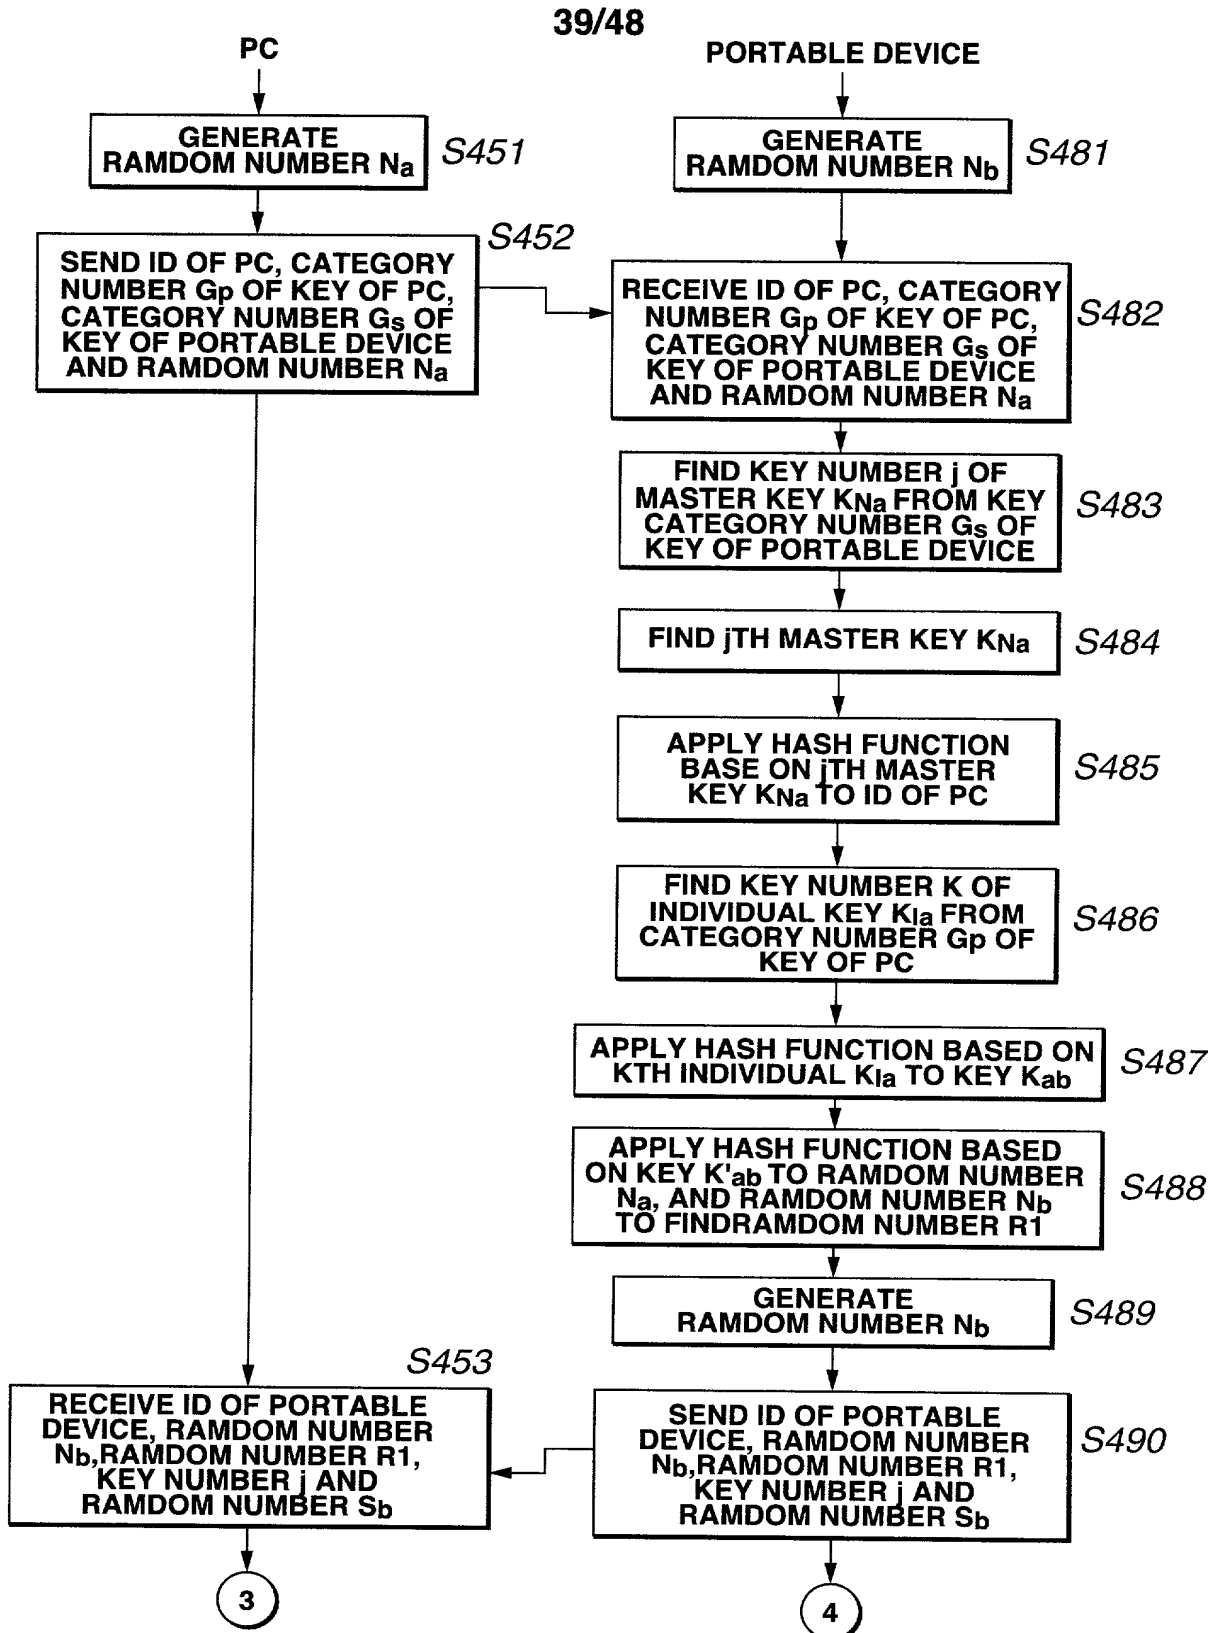 39/48
PC
GENERATE
RAMDOM NUMBER Na
S451
SEND ID OF PC, CATEGORY
NUMBER Gp OF KEY OF PC,
CATEGORY NUMBER Gs OF
KEY OF PORTABLE DEVICE
AND RAMDOM NUMBER Na
S452
PORTABLE DEVICE
GENERATE
RAMDOM NUMBER Nb
S481
RECEIVE ID OF PC, CATEGORY
NUMBER Gp OF KEY OF PC,
CATEGORY NUMBER Gs OF
KEY OF PORTABLE DEVICE
AND RAMDOM NUMBER Na
S482
FIND KEY NUMBER j OF
MASTER KEY KNa FROM KEY
CATEGORY NUMBER Gs OF
KEY OF PORTABLE DEVICE
S483
FIND jTH MASTER KEY KNa
S484
APPLY HASH FUNCTION
BASE ON jTH MASTER
KEY KNa TO ID OF PC
S485
FIND KEY NUMBER K OF
INDIVIDUAL KEY KIa FROM
CATEGORY NUMBER Gp OF
KEY OF PC
S486
APPLY HASH FUNCTION BASED ON
KTH INDIVIDUAL KIa TO KEY Kab
S487
APPLY HASH FUNCTION BASED
ON KEY K'ab TO RAMDOM NUMBER
Na, AND RAMDOM NUMBER Nb
TO FINDRAMDOM NUMBER R1
S488
GENERATE
RAMDOM NUMBER Nb
S489
SEND ID OF PORTABLE
DEVICE, RAMDOM NUMBER
Nb,RAMDOM NUMBER R1,
KEY NUMBER j AND
RAMDOM NUMBER Sb
S490
S453
RECEIVE ID OF PORTABLE
DEVICE, RAMDOM NUMBER
Nb,RAMDOM NUMBER R1,
KEY NUMBER j AND
RAMDOM NUMBER Sb
3
4